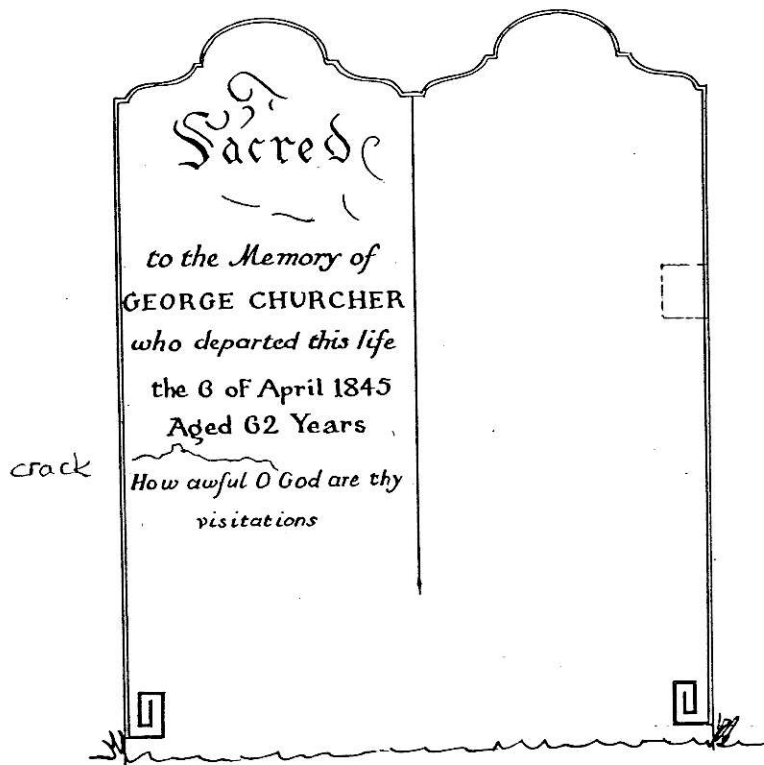 Sacred
to the Memory of
GEORGE CHURCHER
who departed this life
the 6 of April 1845
Aged 62 Years
crack
How awful O God are thy
visitations